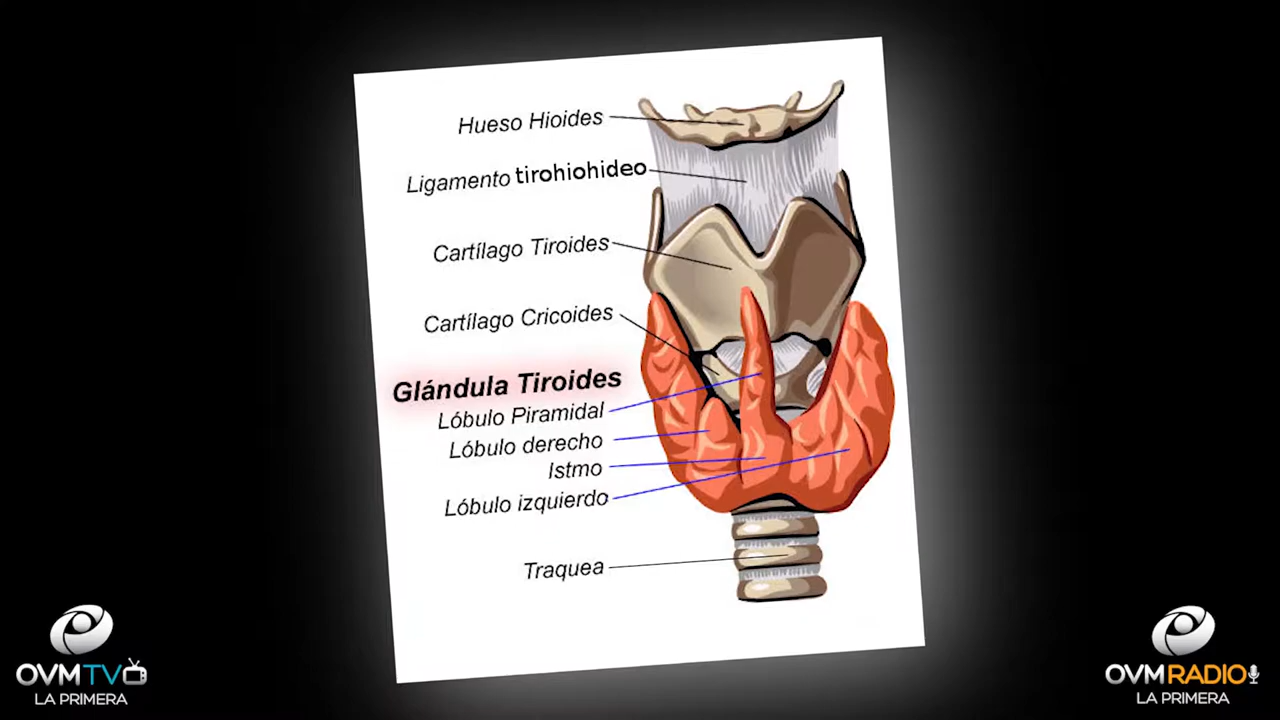 Hueso Hioides
Ligamento tirohiohideo
Cartílago Tiroides
Cartílago Cricoides
Glándula Tiroides
Lóbulo Piramidal
Lóbulo derecho
Istmo
Lóbulo izquierdo
Traquea
OVMTV
LA PRIMERA
OVMRADIO
LA PRIMERA